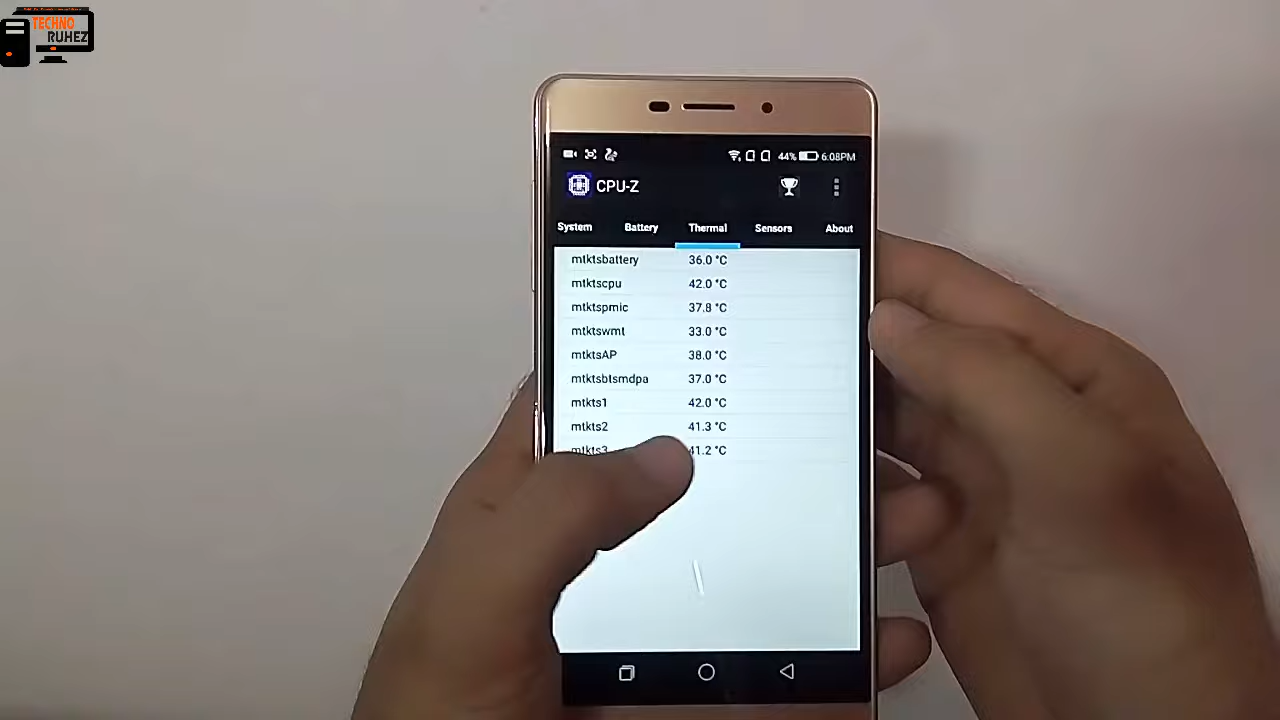 TECHNO
RUHEZ
44% 6:08PM
CPU-Z
System Battery Thermal Sensors About
mtktsbattery 36.0 °C
mtktscpu 42.0 °C
mtktspmic 37.8 °C
mtktswmt 33.0 °C
mtktsAP 38.0 °C
mtktsbtsmdpa 37.0 °C
mtkts1 42.0 °C
mtkts2 41.3 °C
mtkts3 41.2 °C